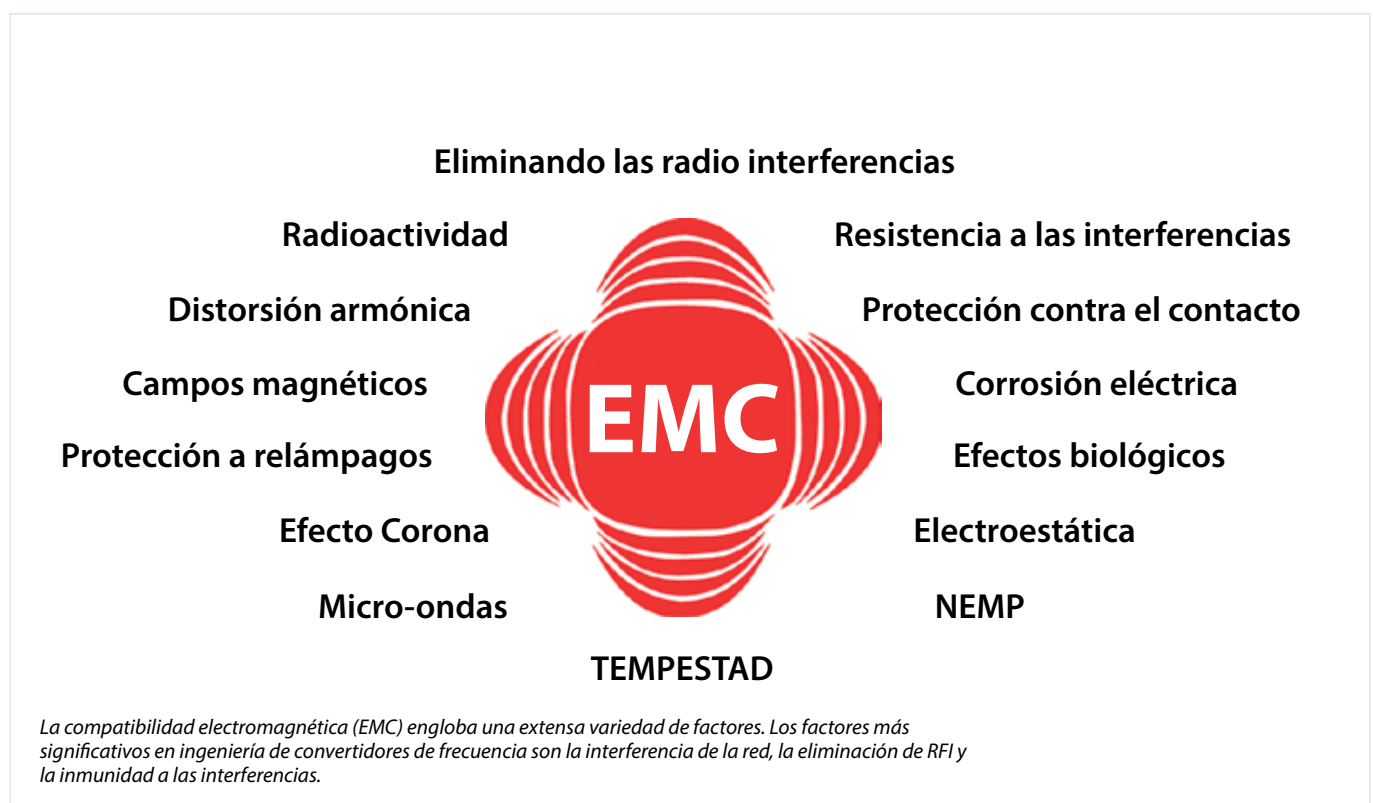 Eliminando las radio interferencias
Radioactividad
Resistencia a las interferencias
Distorsión armónica
Protección contra el contacto
Campos magnéticos
EMC
Corrosión eléctrica
Protección a relámpagos
Efectos biológicos
Efecto Corona
Electroestática
Micro-ondas
NEMP
TEMPESTAD
La compatibilidad electromagnética (EMC) engloba una extensa variedad de factores. Los factores más
significativos en ingeniería de convertidores de frecuencia son la interferencia de la red, la eliminación de RFI y
la inmunidad a las interferencias.